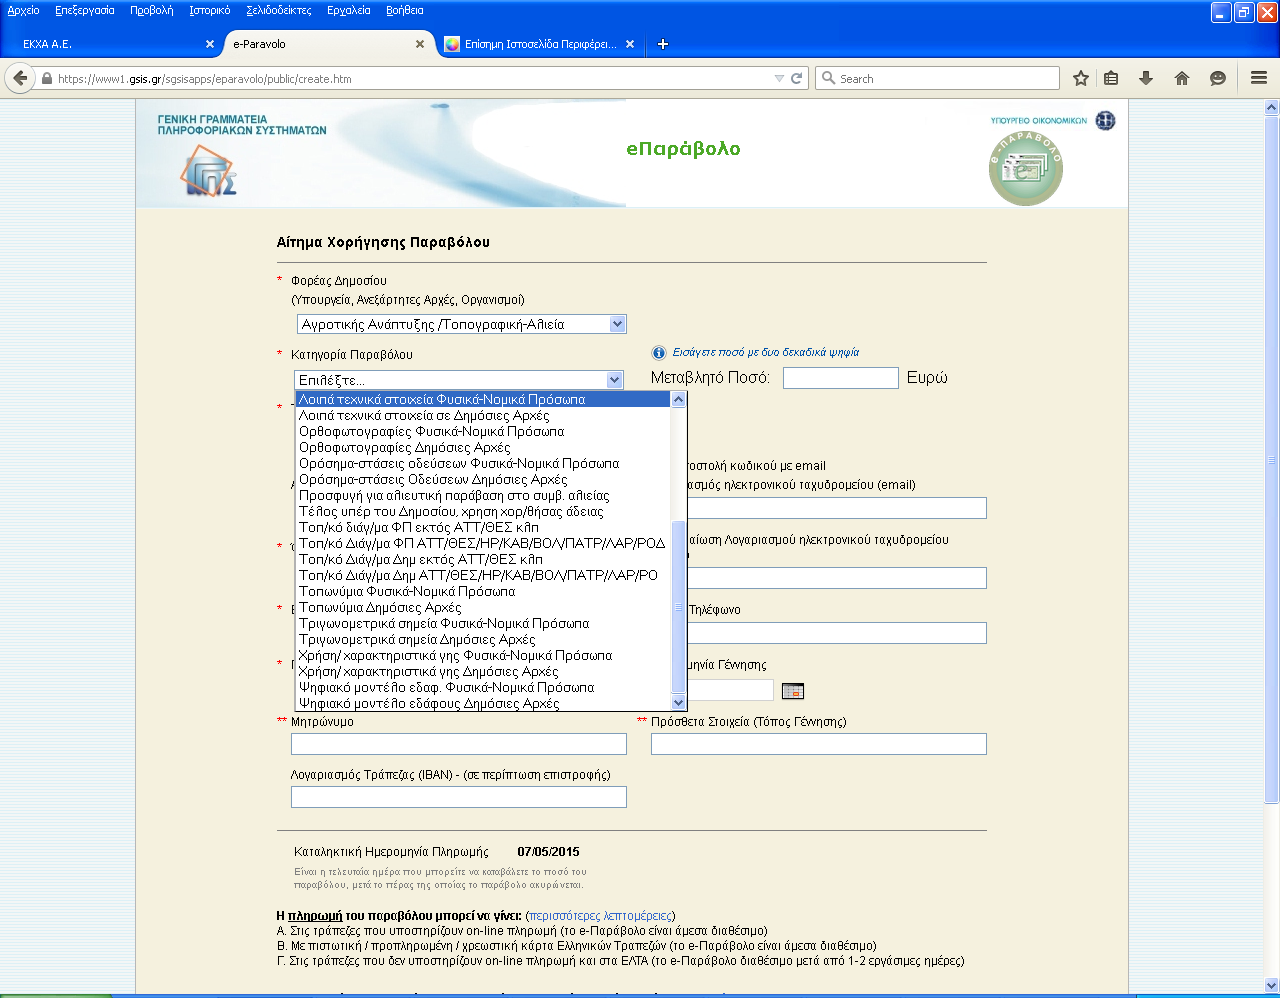 Αρχείο Επεξεργασία Προβολή Ιστορικό Σελιδοδείκτες Εργαλεία Βοήθεια
ΕΚΧΑ Α.Ε. e-Paravolo Επίσημη Ιστοσελίδα Περιφέρει...
https://www1.gsis.gr/sgsisapps/eparavolo/public/create.htm Search
ΓΕΝΙΚΗ ΓΡΑΜΜΑΤΕΙΑ
ΠΛΗΡΟΦΟΡΙΑΚΩΝ ΣΥΣΤΗΜΑΤΩΝ
ΓΠΣ
eΠαράβολο
ΥΠΟΥΡΓΕΙΟ ΟΙΚΟΝΟΜΙΚΩΝ
e - ΠΑΡΑΒΟΛΟ
Αίτημα Χορήγησης Παραβόλου
* Φορέας Δημοσίου
(Υπουργεία, Ανεξάρτητες Αρχές, Οργανισμοί)
Αγροτικής Ανάπτυξης /Τοπογραφική-Αλιεία
* Κατηγορία Παραβόλου
Εισάγετε ποσό με δυο δεκαδικά ψηφία
Επιλέξτε...
Μεταβλητό Ποσό: Ευρώ
Λοιπά τεχνικά στοιχεία Φυσικά-Νομικά Πρόσωπα
Λοιπά τεχνικά στοιχεία σε Δημόσιες Αρχές
Ορθοφωτογραφίες Φυσικά-Νομικά Πρόσωπα
Ορθοφωτογραφίες Δημόσιες Αρχές
Ορόσημα-στάσεις οδεύσεων Φυσικά-Νομικά Πρόσωπα
Ορόσημα-στάσεις Οδεύσεων Δημόσιες Αρχές
Προσφυγή για αλιευτική παράβαση στο συμβ. αλιείας
Τέλος υπέρ του Δημοσίου, χρηση χορ/θήσας άδειας
Τοπ/κό διάγ/μα ΦΠ εκτός ΑΤΤ/ΘΕΣ κλπ
Τοπ/κό Διάγ/μα ΦΠ ΑΤΤ/ΘΕΣ/ΗΡ/ΚΑΒ/ΒΟΛ/ΠΑΤΡ/ΛΑΡ/ΡΟΔ
Τοπ/κό Διάγ/μα Δημ εκτός ΑΤΤ/ΘΕΣ κλπ
Τοπ/κό Διάγ/μα Δημ ΑΤΤ/ΘΕΣ/ΗΡ/ΚΑΒ/ΒΟΛ/ΠΑΤΡ/ΛΑΡ/ΡΟ
Τοπωνύμια Φυσικά-Νομικά Πρόσωπα
Τοπωνύμια Δημόσιες Αρχές
Τριγωνομετρικά σημεία Φυσικά-Νομικά Πρόσωπα
Τριγωνομετρικά σημεία Δημόσιες Αρχές
Χρήση/ χαρακτηριστικά γης Φυσικά-Νομικά Πρόσωπα
Χρήση/ χαρακτηριστικά γης Δημόσιες Αρχές
Ψηφιακό μοντέλο εδαφ. Φυσικά-Νομικά Πρόσωπα
Ψηφιακό μοντέλο εδάφους Δημόσιες Αρχές
οστολή κωδικού με email
ασμός ηλεκτρονικού ταχυδρομείου (email)
αίωση Λογαριασμού ηλεκτρονικού ταχυδρομείου
Τηλέφωνο
μηνία Γέννησης
** Μητρώνυμο
** Πρόσθετα Στοιχεία (Τόπος Γέννησης)
Λογαριασμός Τράπεζας (IBAN) - (σε περίπτωση επιστροφής)
Καταληκτική Ημερομηνία Πληρωμής 07/05/2015
Είναι η τελευταία ημέρα που μπορείτε να καταβάλετε το ποσό του
παραβόλου, μετά το πέρας της οποίας το παράβολο ακυρώνεται.
Η πληρωμή του παραβόλου μπορεί να γίνει: (περισσότερες λεπτομέρειες)
Α. Στις τράπεζες που υποστηρίζουν on-line πληρωμή (το e-Παράβολο είναι άμεσα διαθέσιμο)
Β. Με πιστωτική / προπληρωμένη / χρεωστική κάρτα Ελληνικών Τραπεζών (το e-Παράβολο είναι άμεσα διαθέσιμο)
Γ. Στις τράπεζες που δεν υποστηρίζουν on-line πληρωμή και στα ΕΛΤΑ (το e-Παράβολο διαθέσιμο μετά από 1-2 εργάσιμες ημέρες)